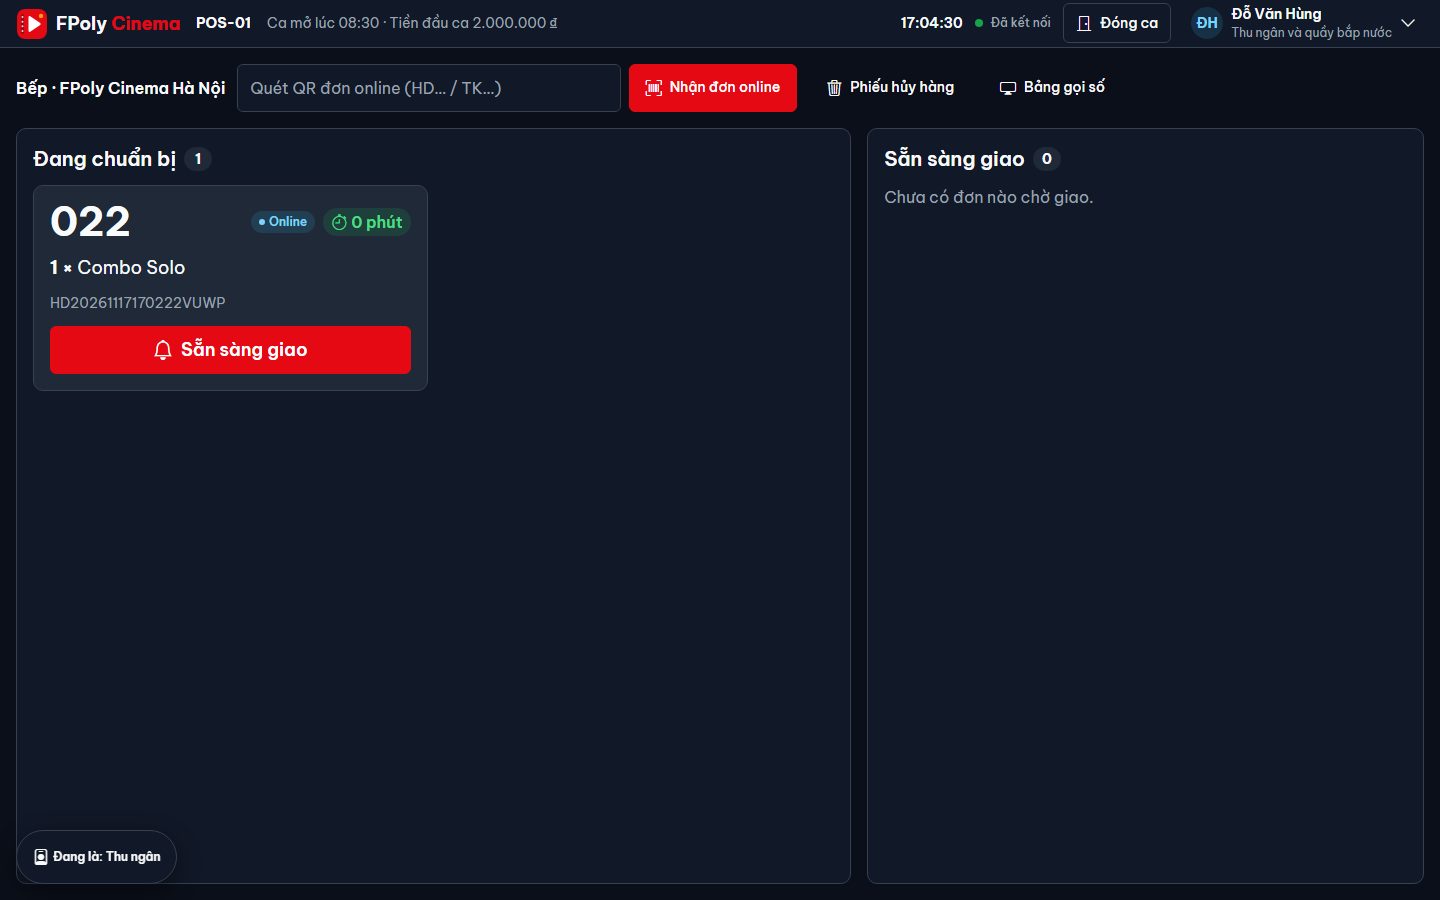 FPoly Cinema POS-01 Ca mở lúc 08:30 · Tiền đầu ca 2.000.000 ₫ 17:04:30 Đã kết nối Đóng ca ĐH Đỗ Văn Hùng
Thu ngân và quầy bắp nước
Bếp · FPoly Cinema Hà Nội Quét QR đơn online (HD... / TK...) Nhận đơn online Phiếu hủy hàng Bảng gọi số
Đang chuẩn bị 1
022 Online 0 phút
1 × Combo Solo
HD20261117170222VUWP
Sẵn sàng giao
Sẵn sàng giao 0
Chưa có đơn nào chờ giao.
Đang là: Thu ngân